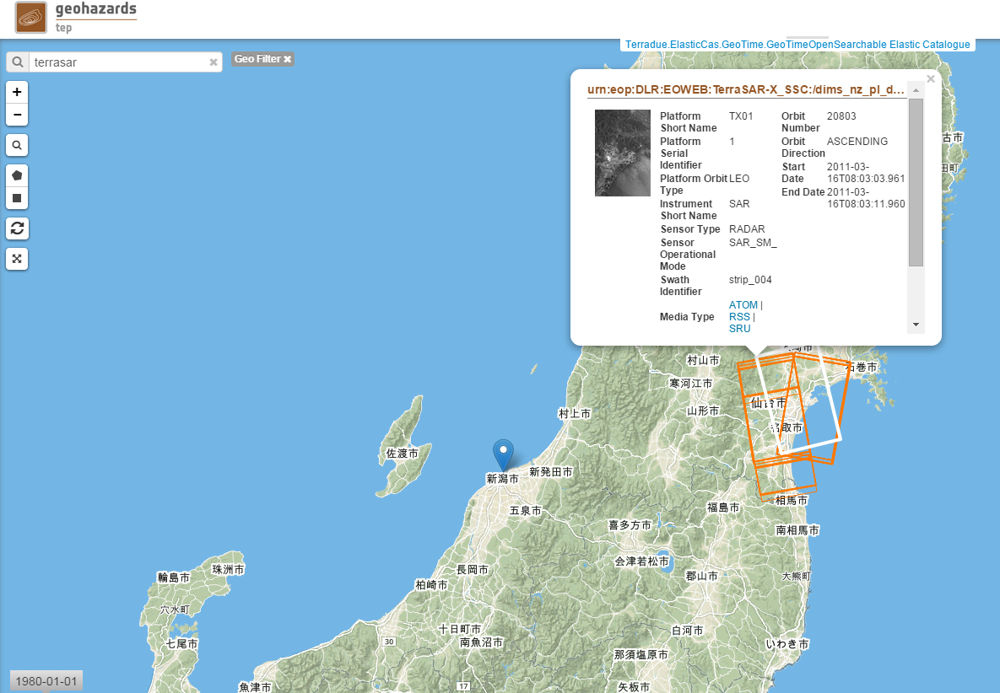 geohazards
tep
Terradue.ElasticCas.GeoTime.GeoTimeOpenSearchable Elastic Catalogue
terrasar
Geo Filter
+
−
urn:eop:DLR:EOWEB:TerraSAR-X_SSC:/dims_nz_pl_d...
Platform Short Name TX01
Platform Serial Identifier 1
Platform Orbit Type LEO
Instrument Short Name SAR
Sensor Type RADAR
Sensor Operational Mode SAR_SM_
Swath Identifier strip_004
Media Type ATOM |
RSS |
SRU
Orbit Number 20803
Orbit Direction ASCENDING
Start Date 2011-03-16T08:03:03.961
End Date 2011-03-16T08:03:11.960
古市
田町
村山市
石巻市
寒河江市
仙台市
山形市
村上市
名取市
佐渡市
新潟市
新発田市
五泉市
福島市
相馬市
喜多方市
南相馬市
会津若松市
珠洲市
輪島市
長岡市
柏崎市
郡山市
大熊町
穴水町
十日町市
白河市
七尾市
30
南魚沼市
いわき市
那須塩原市
1980-01-01
魚津市
17
矢板市